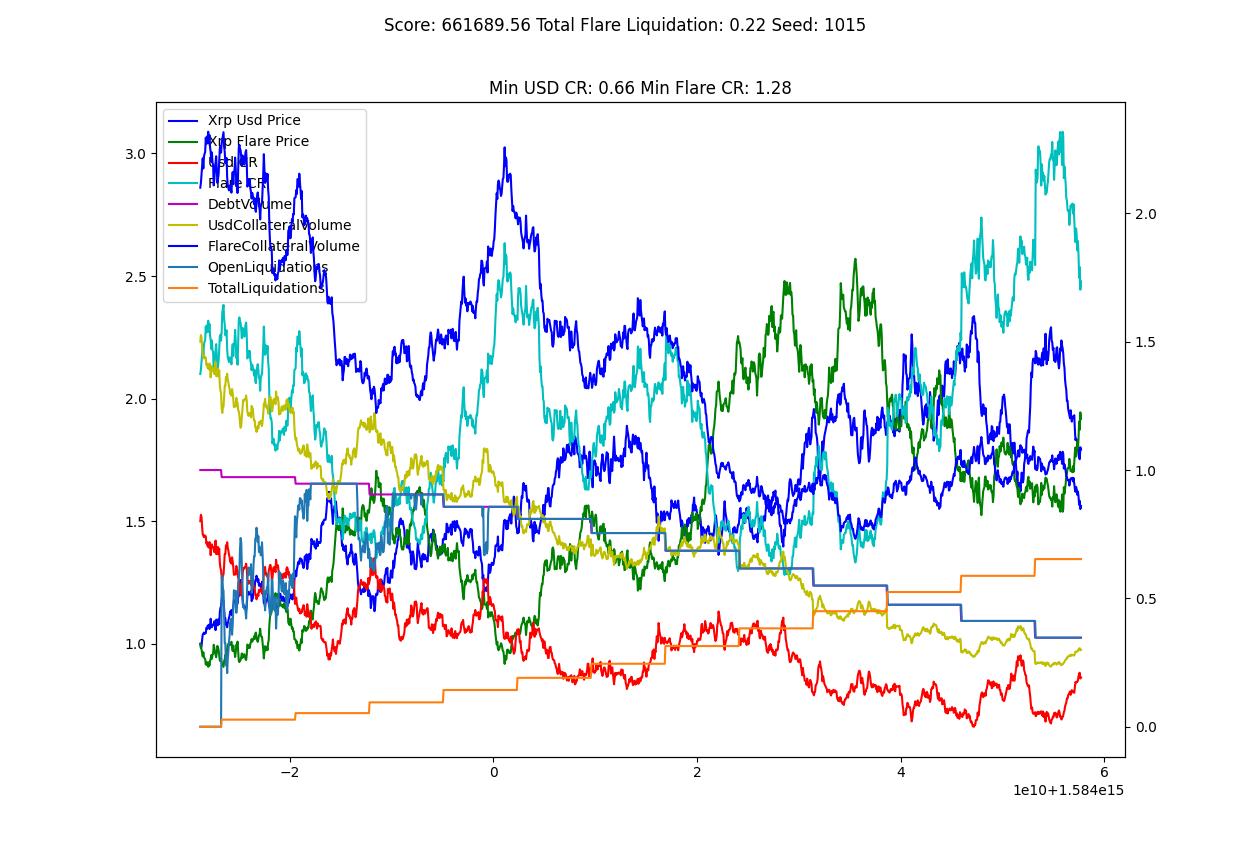 Score: 661689.56 Total Flare Liquidation: 0.22 Seed: 1015
Min USD CR: 0.66 Min Flare CR: 1.28
Xrp Usd Price
Xrp Flare Price
Usd CR
Flare CR
DebtVolume
UsdCollateralVolume
FlareCollateralVolume
OpenLiquidations
TotalLiquidations
3.0
2.5
2.0
1.5
1.0
2.0
1.5
1.0
0.5
0.0
−2
0
2
4
6
1e10+1.584e15